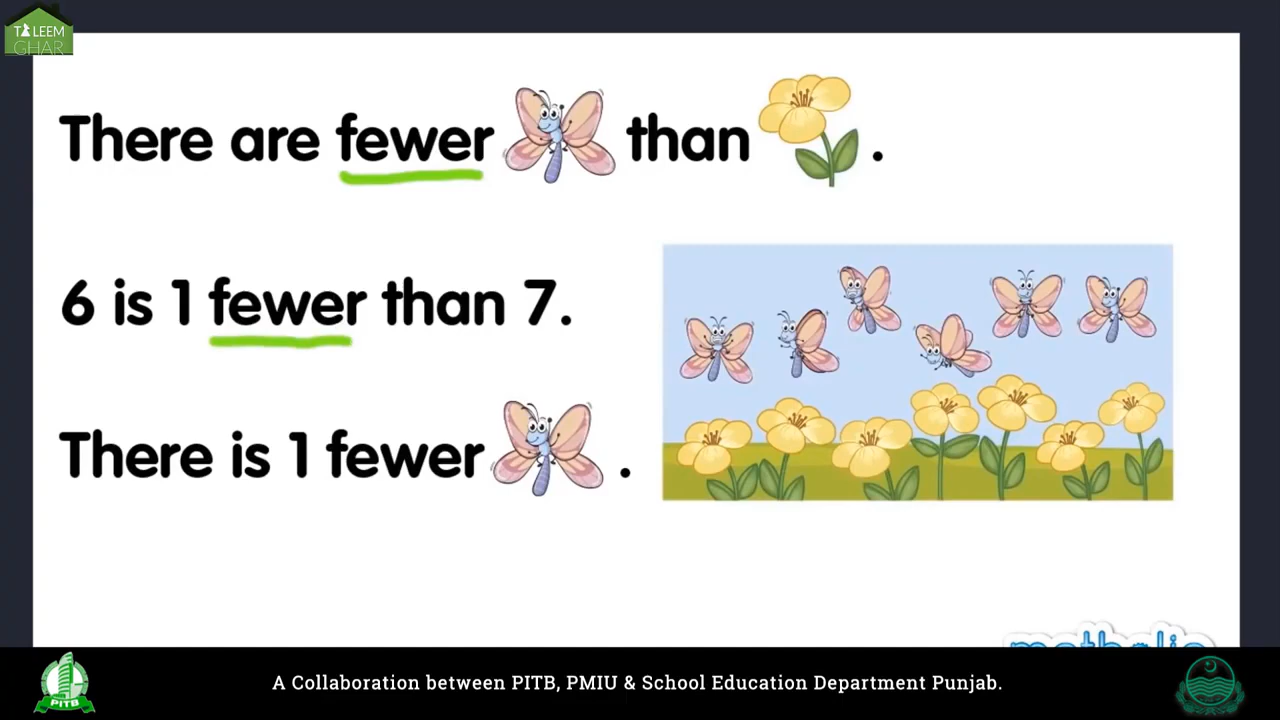 TALEEM
GHAR
There are fewer than .
6 is 1 fewer than 7.
There is 1 fewer .
matholia
PITB
A Collaboration between PITB, PMIU & School Education Department Punjab.